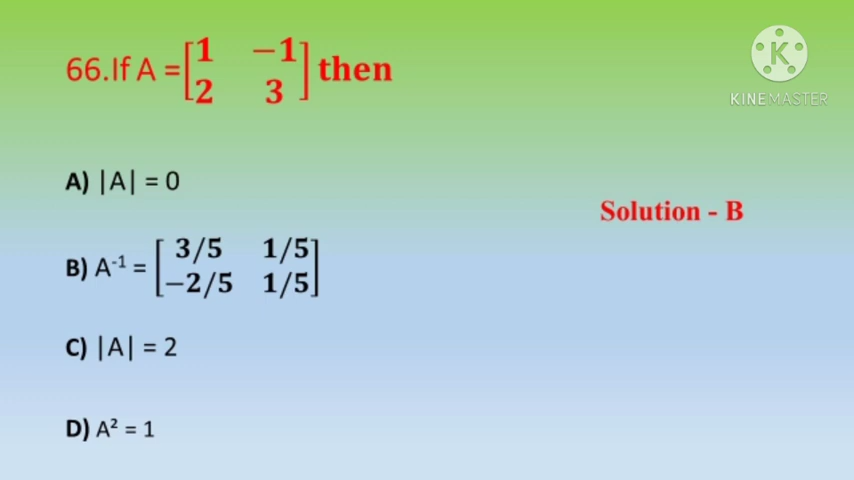 66.If A = [1 −1
2 3] then
KINEMASTER
A) |A| = 0
Solution - B
B) A⁻¹ = [3/5 1/5
−2/5 1/5]
C) |A| = 2
D) A² = 1